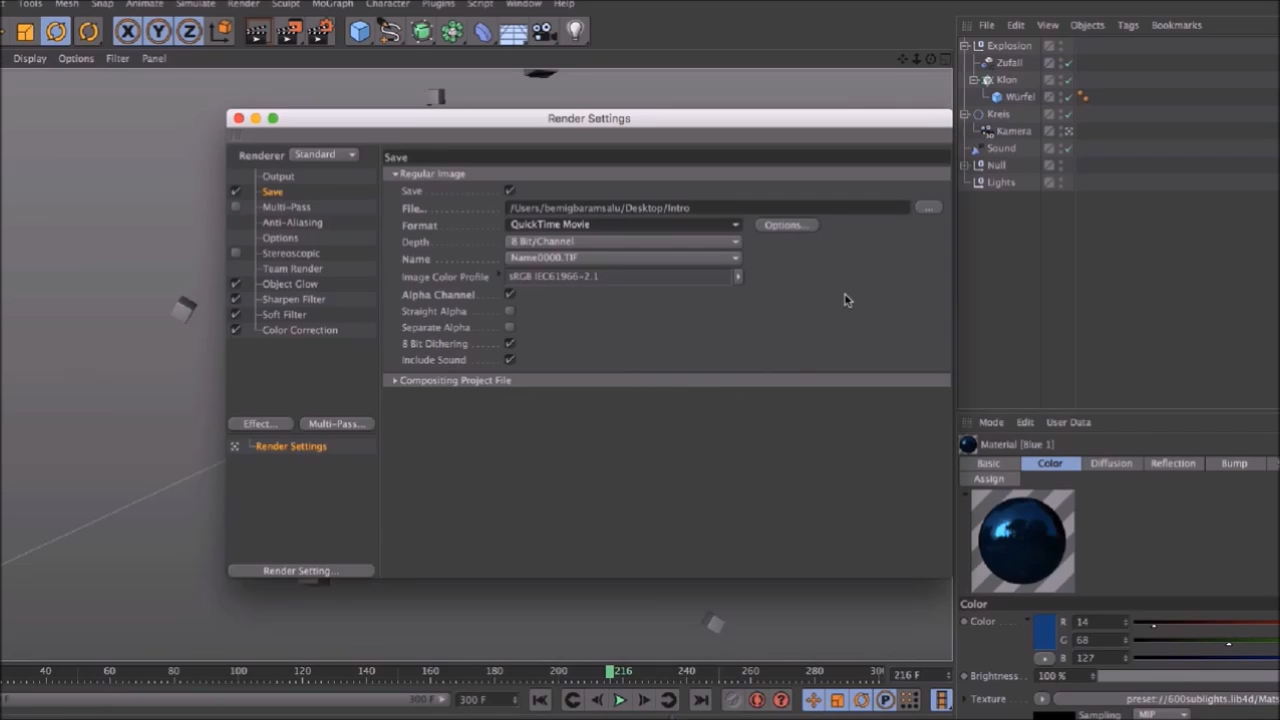 Tools Mesh Snap Animate Simulate Render Sculpt MoGraph Character Plugins Script Window Help
X Y Z
File Edit View Objects Tags Bookmarks
Display Options Filter Panel
Explosion
Zufall
Klon
Würfel
Kreis
Kamera
Sound
Null
Lights
Render Settings
Renderer Standard
Output
Save
Multi-Pass
Anti-Aliasing
Options
Stereoscopic
Team Render
Object Glow
Sharpen Filter
Soft Filter
Color Correction
Effect... Multi-Pass...
Render Settings
Render Setting...
Save
Regular Image
Save
File... /Users/bemigbaramsalu/Desktop/Intro ...
Format QuickTime Movie Options...
Depth 8 Bit/Channel
Name Name0000.TIF
Image Color Profile sRGB IEC61966-2.1
Alpha Channel
Straight Alpha
Separate Alpha
8 Bit Dithering
Include Sound
Compositing Project File
Mode Edit User Data
Material [Blue 1]
Basic Color Diffusion Reflection Bump
Assign
Color
Color R 14
G 68
B 127
Brightness 100 %
Texture preset://600sublights.lib4d/Mat
Sampling MIP
40 60 80 100 120 140 160 180 200 216 240 260 280 30 216 F
F 300 F 300 F
P